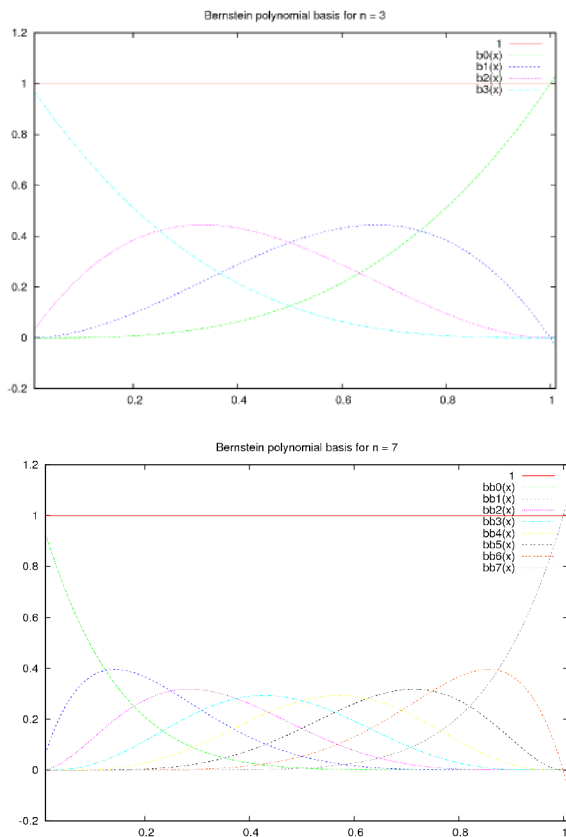 Bernstein polynomial basis for n = 3
1.2
1
0.8
0.6
0.4
0.2
0
-0.2
0.2
0.4
0.6
0.8
1
1
b0(x)
b1(x)
b2(x)
b3(x)
Bernstein polynomial basis for n = 7
1.2
1
0.8
0.6
0.4
0.2
0
-0.2
0.2
0.4
0.6
0.8
1
1
bb0(x)
bb1(x)
bb2(x)
bb3(x)
bb4(x)
bb5(x)
bb6(x)
bb7(x)